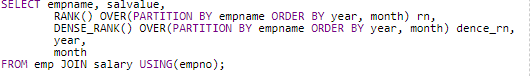 SELECT empname, salvalue,
RANK() OVER(PARTITION BY empname ORDER BY year, month) rn,
DENSE_RANK() OVER(PARTITION BY empname ORDER BY year, month) dence_rn,
year,
month
FROM emp JOIN salary USING(empno);